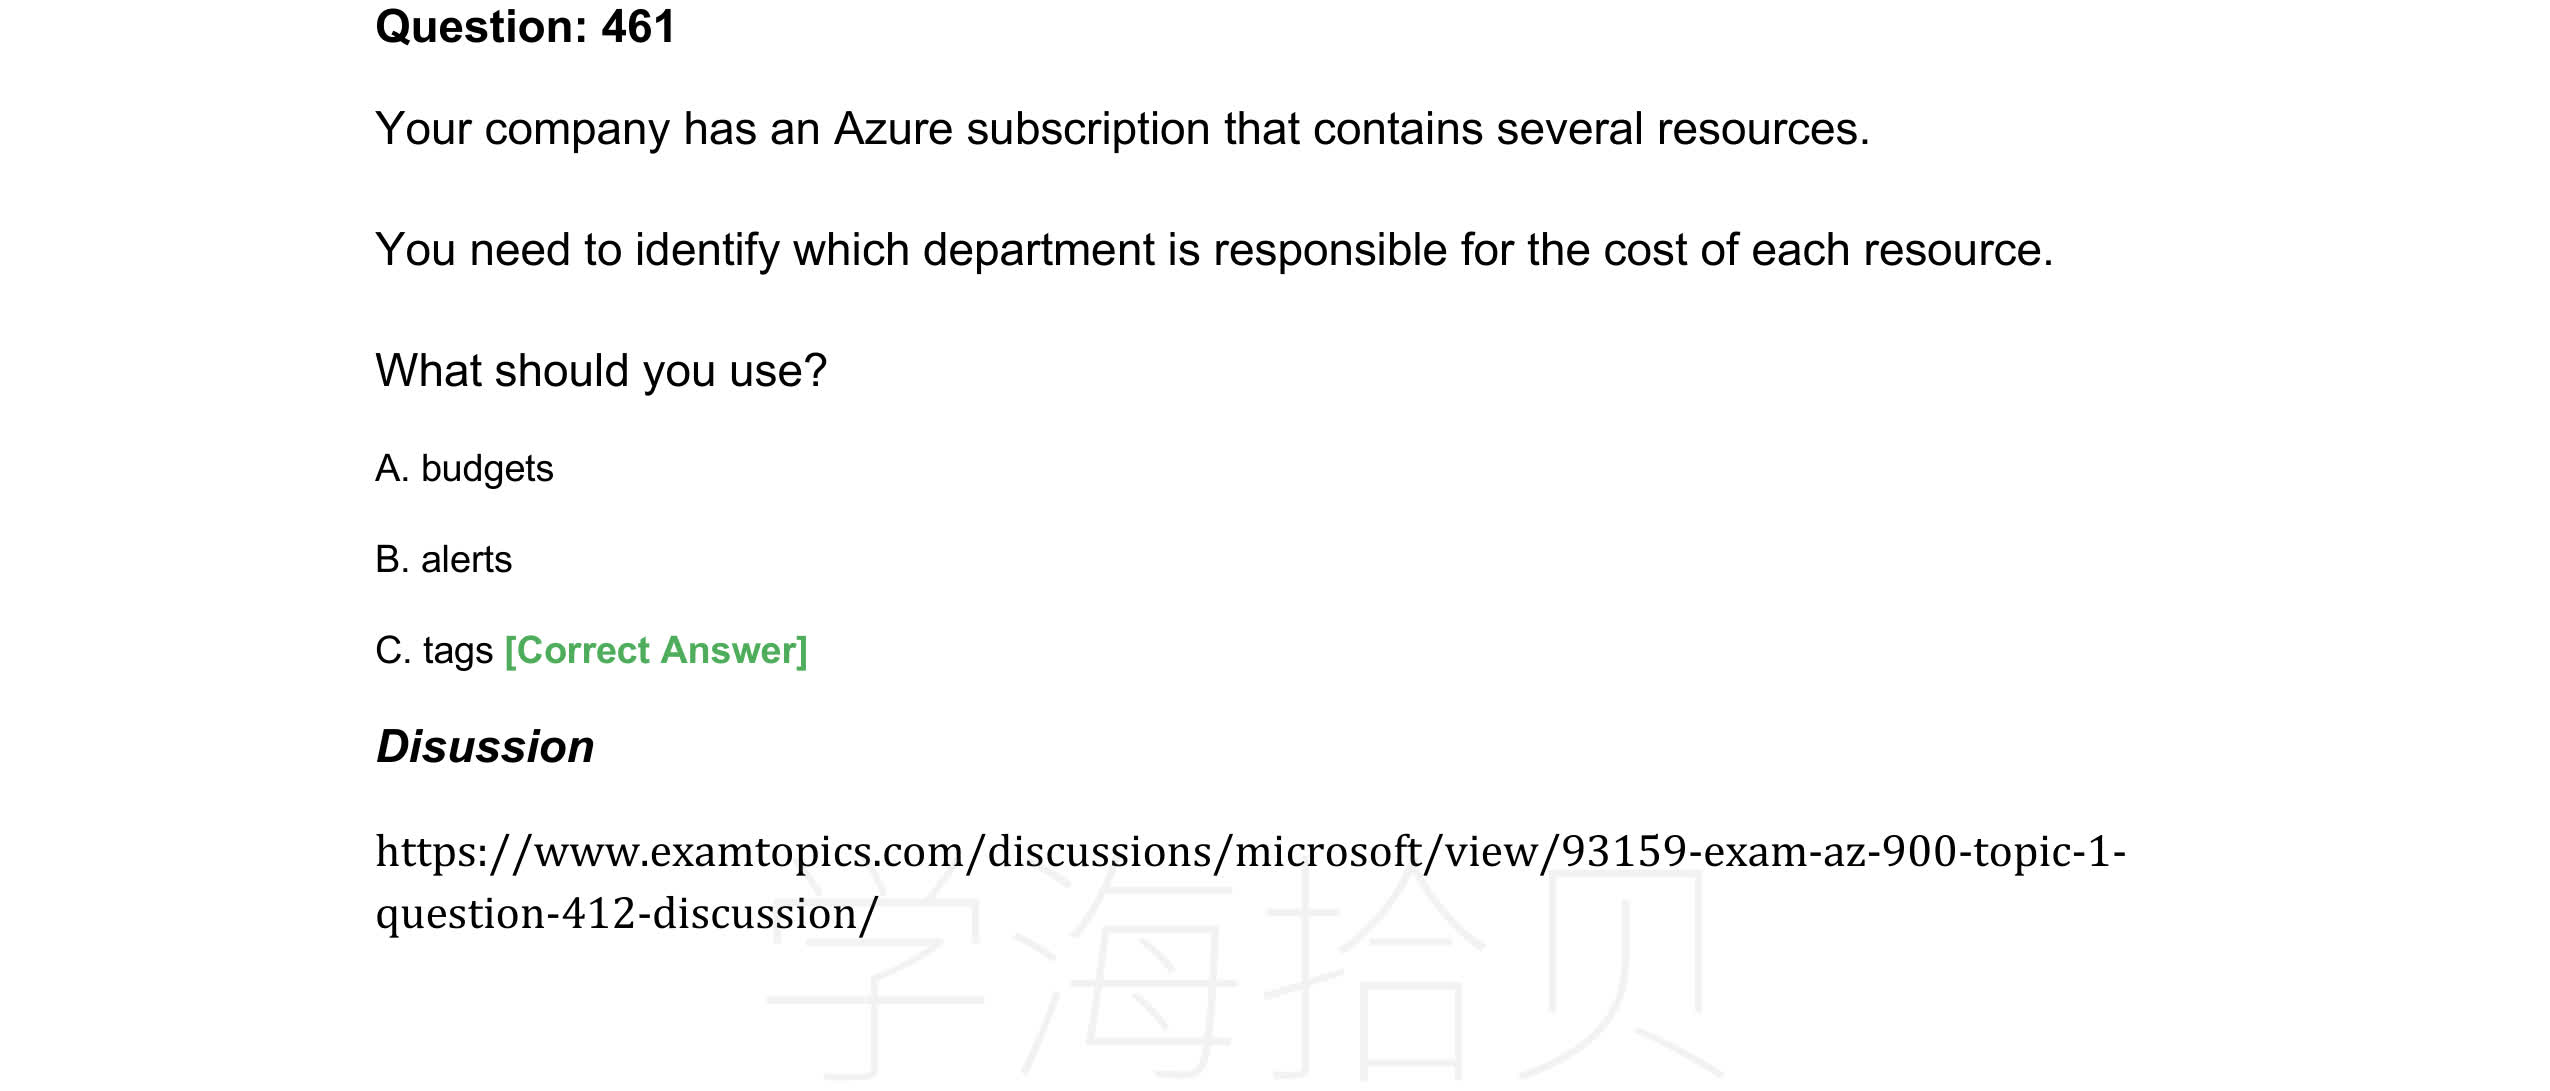 Question: 461
Your company has an Azure subscription that contains several resources.
You need to identify which department is responsible for the cost of each resource.
What should you use?
A. budgets
B. alerts
C. tags [Correct Answer]
Disussion
https://www.examtopics.com/discussions/microsoft/view/93159-exam-az-900-topic-1-
question-412-discussion/
学海拾贝